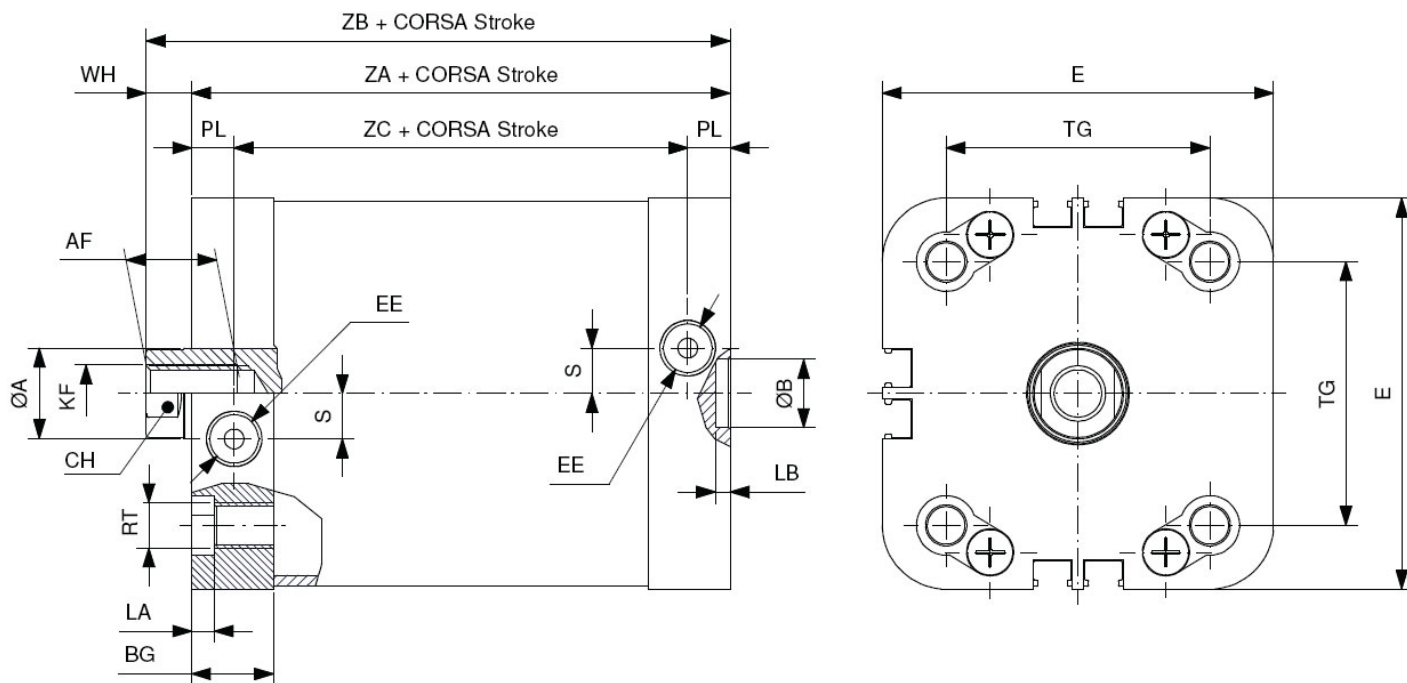 ZB + CORSA Stroke
WH
ZA + CORSA Stroke
E
PL
ZC + CORSA Stroke
PL
TG
AF
EE
ØA
KF
S
S
ØB
TG
E
CH
EE
LB
RT
LA
BG